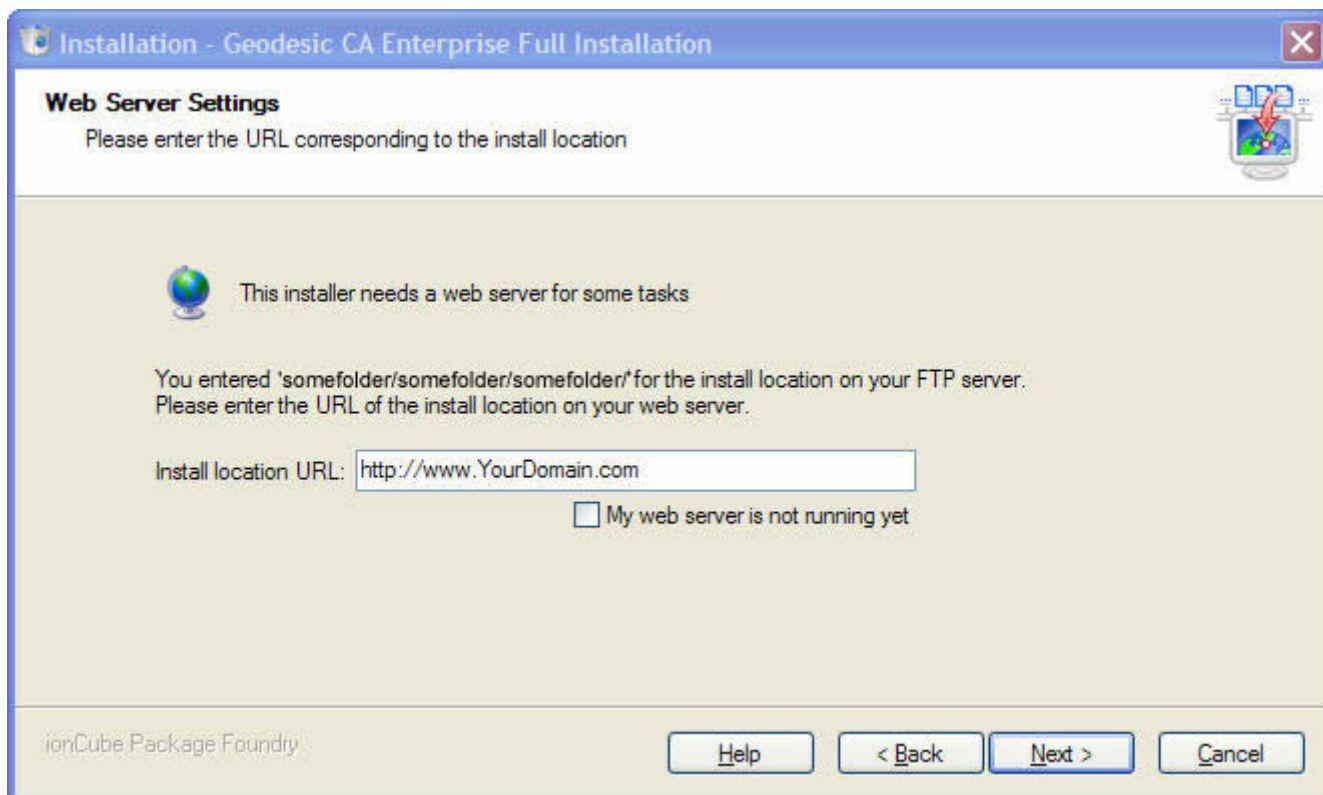 Installation - Geodesic CA Enterprise Full Installation
Web Server Settings
Please enter the URL corresponding to the install location
This installer needs a web server for some tasks
You entered 'somefolder/somefolder/somefolder/' for the install location on your FTP server.
Please enter the URL of the install location on your web server.
Install location URL: http://www.YourDomain.com
My web server is not running yet
ionCube Package Foundry
Help < Back Next > Cancel